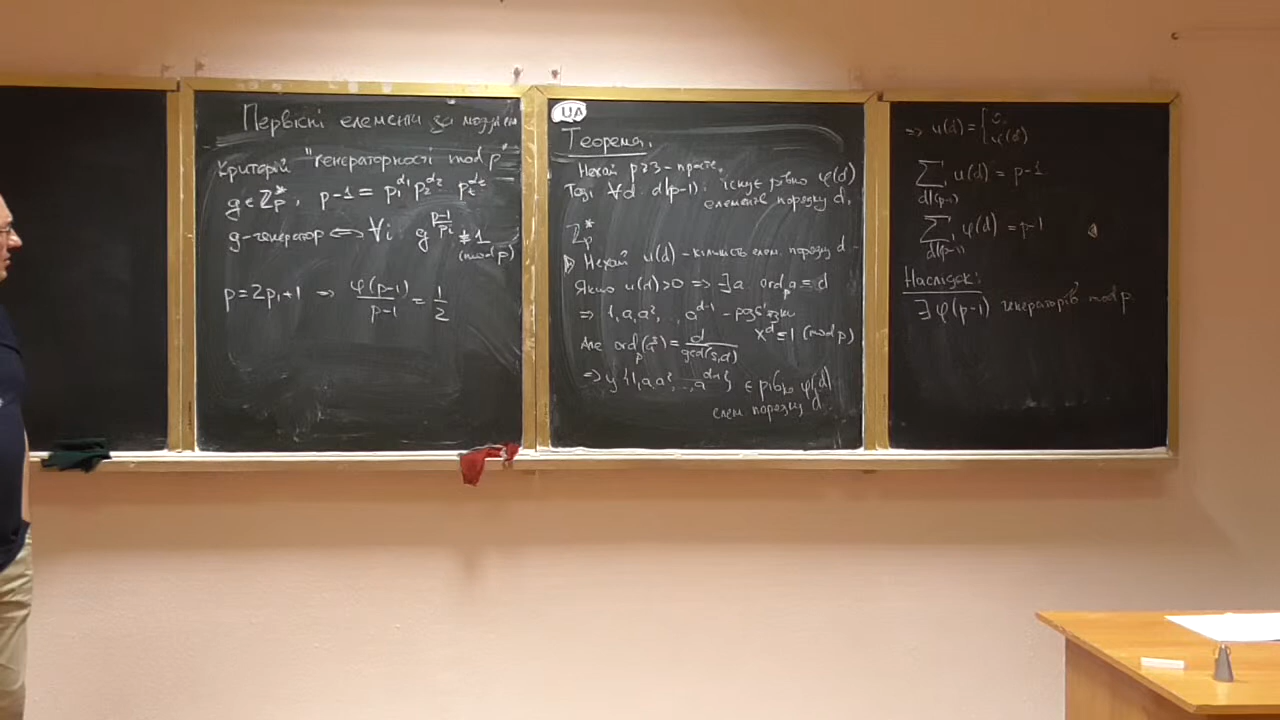 Первісні елементи за модулем
Критерій "генераторності mod p"
g ∈ Z*ₚ, p-1 = p₁^α₁ p₂^α₂ pₜ^αₜ
g-генератор ⟺ ∀i g^((p-1)/pᵢ) ≢ 1 (mod p)
p = 2p₁+1 ⇒ φ(p-1)/(p-1) = 1/2
UA
Теорема.
Нехай p≥3 - просте.
Тоді ∀d d|(p-1): існує рівно φ(d)
елементів порядку d.
Z*ₚ
Нехай u(d) - кількість елем. порядку d -
Якщо u(d)>0 ⇒ ∃a ordₚa = d
⇒ 1, a, a², .., a^(d-1) - розв'язки
x^d ≡ 1 (mod p)
Але ordₚ(a^s) = d/gcd(s,d)
⇒ у {1, a, a², .., a^(d-1)} є рівно φ(d)
елем порядку d.
⇒ u(d) = {
∑_{d|(p-1)} u(d) = p-1
∑_{d|(p-1)} φ(d) = p-1
Наслідок:
∃ φ(p-1) генераторів mod p